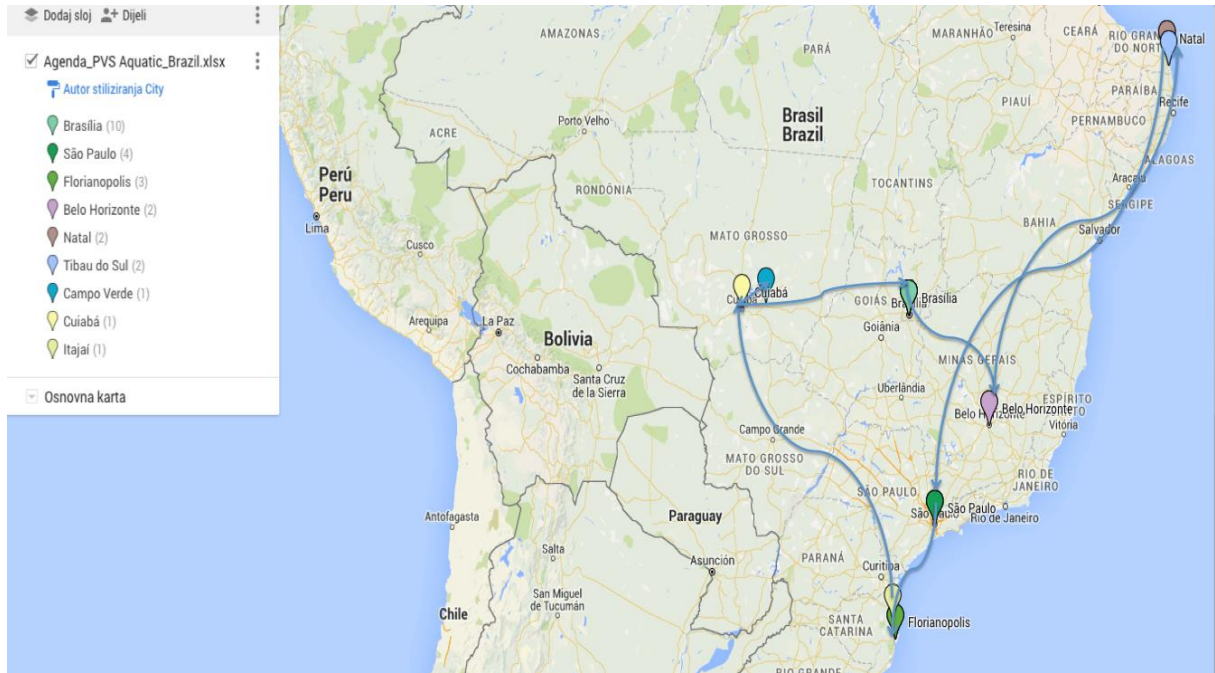 Dodaj sloj Dijeli
Agenda_PVS Aquatic_Brazil.xlsx
Autor stiliziranja City
Brasília (10)
São Paulo (4)
Florianopolis (3)
Belo Horizonte (2)
Natal (2)
Tibau do Sul (2)
Campo Verde (1)
Cuiabá (1)
Itajaí (1)
Osnovna karta
AMAZONAS
PARÁ
MARANHÃO
Teresina
CEARÁ
RIO GRANDE
DO NORTE
Natal
PARAÍBA
Recife
PIAUÍ
PERNAMBUCO
Brasil
Brazil
Porto Velho
ACRE
ALAGOAS
Perú
Peru
RONDÔNIA
TOCANTINS
Aracaju
SERGIPE
Lima
BAHIA
Salvador
Cusco
MATO GROSSO
Cuiabá
Cuiabá
GOIÁS
Brasília
Brasília
Arequipa
La Paz
Goiânia
Bolivia
MINAS GERAIS
Cochabamba
Santa Cruz
de la Sierra
Uberlândia
ESPÍRITO
Belo Horizonte
Belo Horizonte
Vitória
Campo Grande
MATO GROSSO
DO SUL
RIO DE
JANEIRO
SÃO PAULO
São Paulo
São Paulo
Rio de Janeiro
Antofagasta
Paraguay
Salta
Asunción
PARANÁ
Curitiba
San Miguel
de Tucumán
Chile
SANTA
CATARINA
Florianopolis
RIO GRANDE